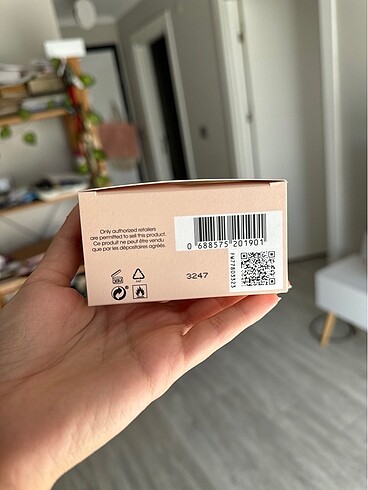 Only authorized retailers
are permitted to sell this product.
Ce produit ne peut être vendu
que par les dépositaires agréés.
0 688575 201901
3247